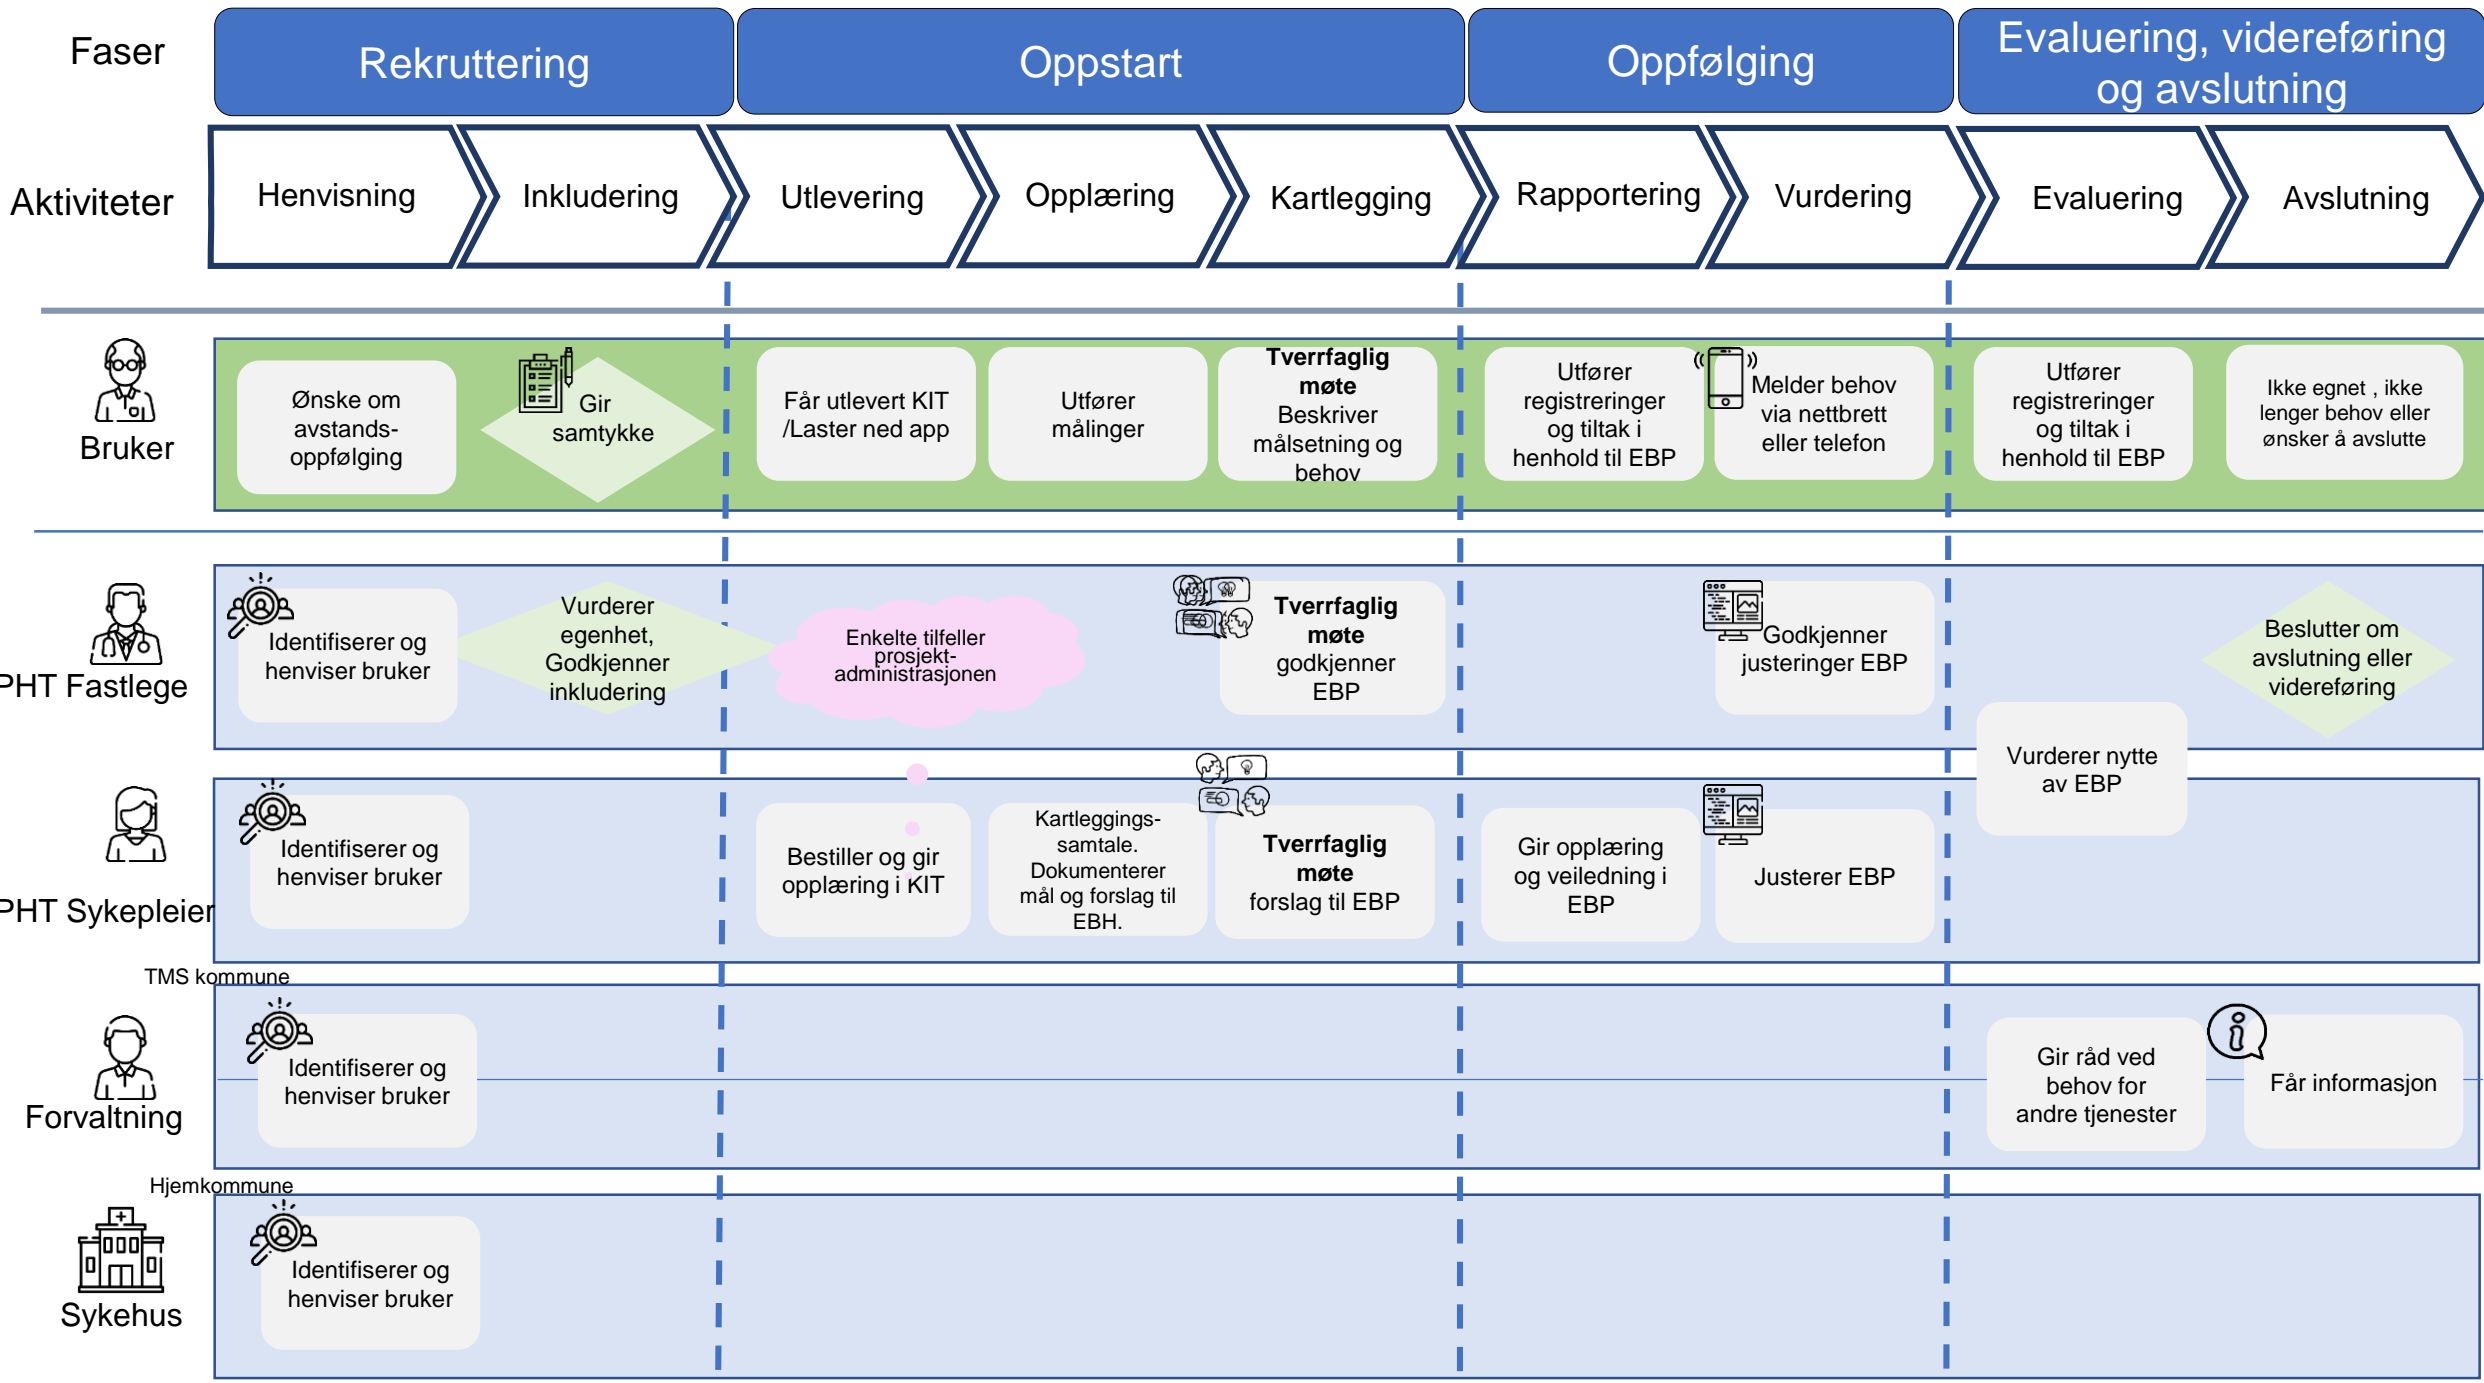 Faser
Rekruttering
Oppstart
Oppfølging
Evaluering, videreføring
og avslutning
Aktiviteter
Henvisning
Inkludering
Utlevering
Opplæring
Kartlegging
Rapportering
Vurdering
Evaluering
Avslutning
Bruker
Ønske om
avstands-
oppfølging
Gir
samtykke
Får utlevert KIT
/Laster ned app
Utfører
målinger
Tverrfaglig
møte
Beskriver
målsetning og
behov
Utfører
registreringer
og tiltak i
henhold til EBP
Melder behov
via nettbrett
eller telefon
Utfører
registreringer
og tiltak i
henhold til EBP
Ikke egnet , ikke
lenger behov eller
ønsker å avslutte
PHT Fastlege
Identifiserer og
henviser bruker
Vurderer
egenhet,
Godkjenner
inkludering
Enkelte tilfeller
prosjekt-
administrasjonen
Tverrfaglig
møte
godkjenner
EBP
Godkjenner
justeringer EBP
Beslutter om
avslutning eller
videreføring
Vurderer nytte
av EBP
PHT Sykepleier
Identifiserer og
henviser bruker
Bestiller og gir
opplæring i KIT
Kartleggings-
samtale.
Dokumenterer
mål og forslag til
EBH.
Tverrfaglig
møte
forslag til EBP
Gir opplæring
og veiledning i
EBP
Justerer EBP
TMS kommune
Forvaltning
Identifiserer og
henviser bruker
Gir råd ved
behov for
andre tjenester
Får informasjon
Hjemkommune
Sykehus
Identifiserer og
henviser bruker